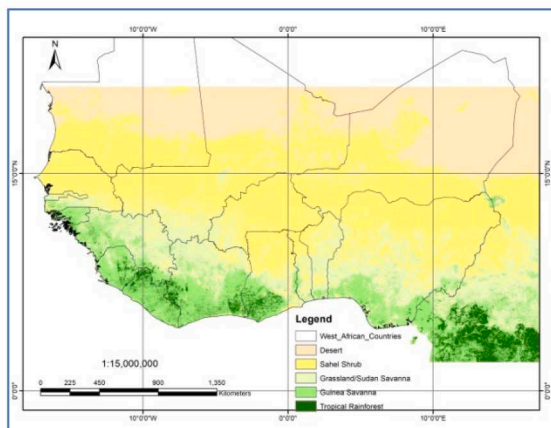 10°0'0"W 0°0'0" 10°0'0"E
N
15°0'0"N 15°0'0"N
Legend
West_African_Countries
Desert
1:15,000,000
Sahel Shrub
Grassland/Sudan Savanna
0 225 450 900 1,350
Guinea Savanna
Kilometers
Tropical Rainforest
0°0'0" 0°0'0"
10°0'0"W 0°0'0" 10°0'0"E